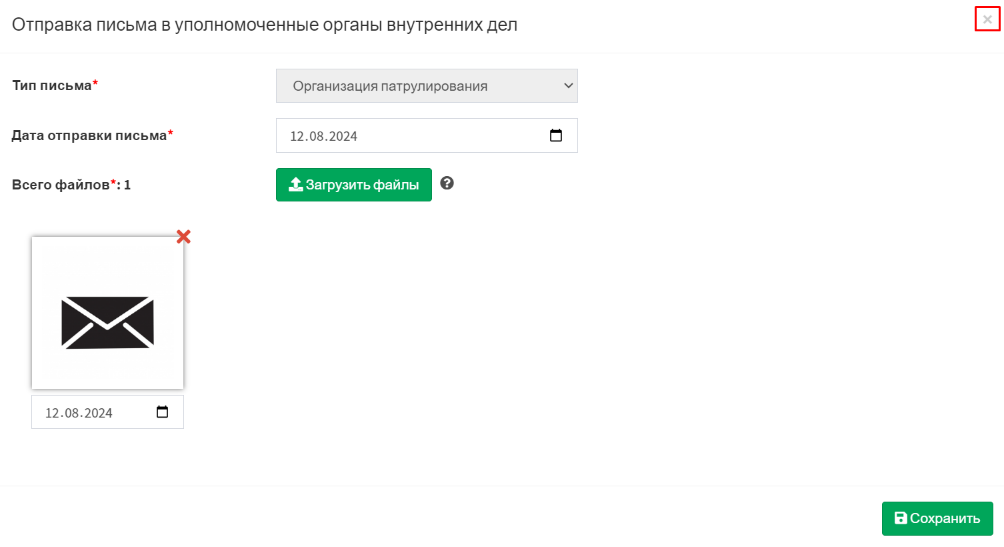 Отправка письма в уполномоченные органы внутренних дел
×
Тип письма*
Организация патрулирования
Дата отправки письма*
12.08.2024
Всего файлов*: 1
Загрузить файлы
?
12.08.2024
Сохранить